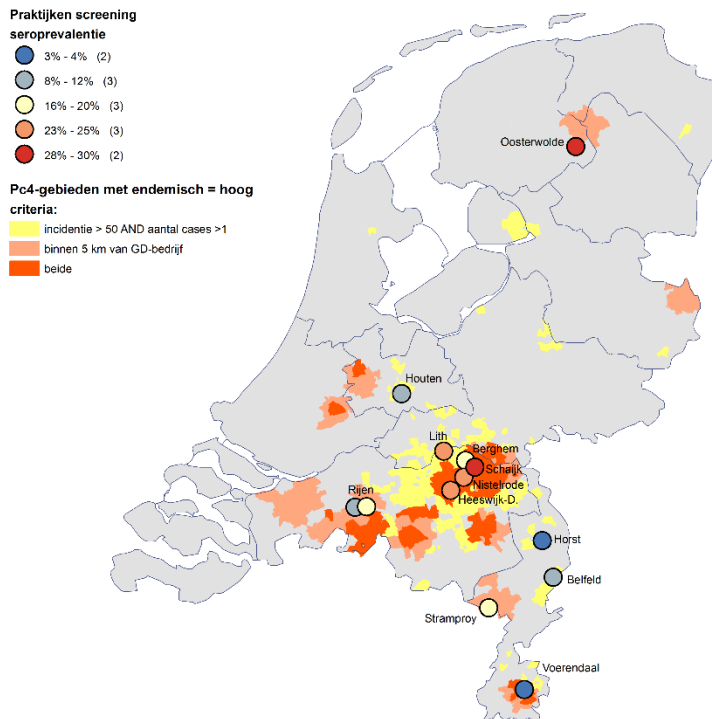 Praktijken screening
seroprevalentie
3% - 4% (2)
8% - 12% (3)
16% - 20% (3)
23% - 25% (3)
28% - 30% (2)
Pc4-gebieden met endemisch = hoog
criteria:
incidentie > 50 AND aantal cases >1
binnen 5 km van GD-bedrijf
beide
Oosterwolde
Houten
Lith
Berghem
Schaijk
Nistelrode
Heeswijk-D.
Rijen
Horst
Belfeld
Stramproy
Voerendaal